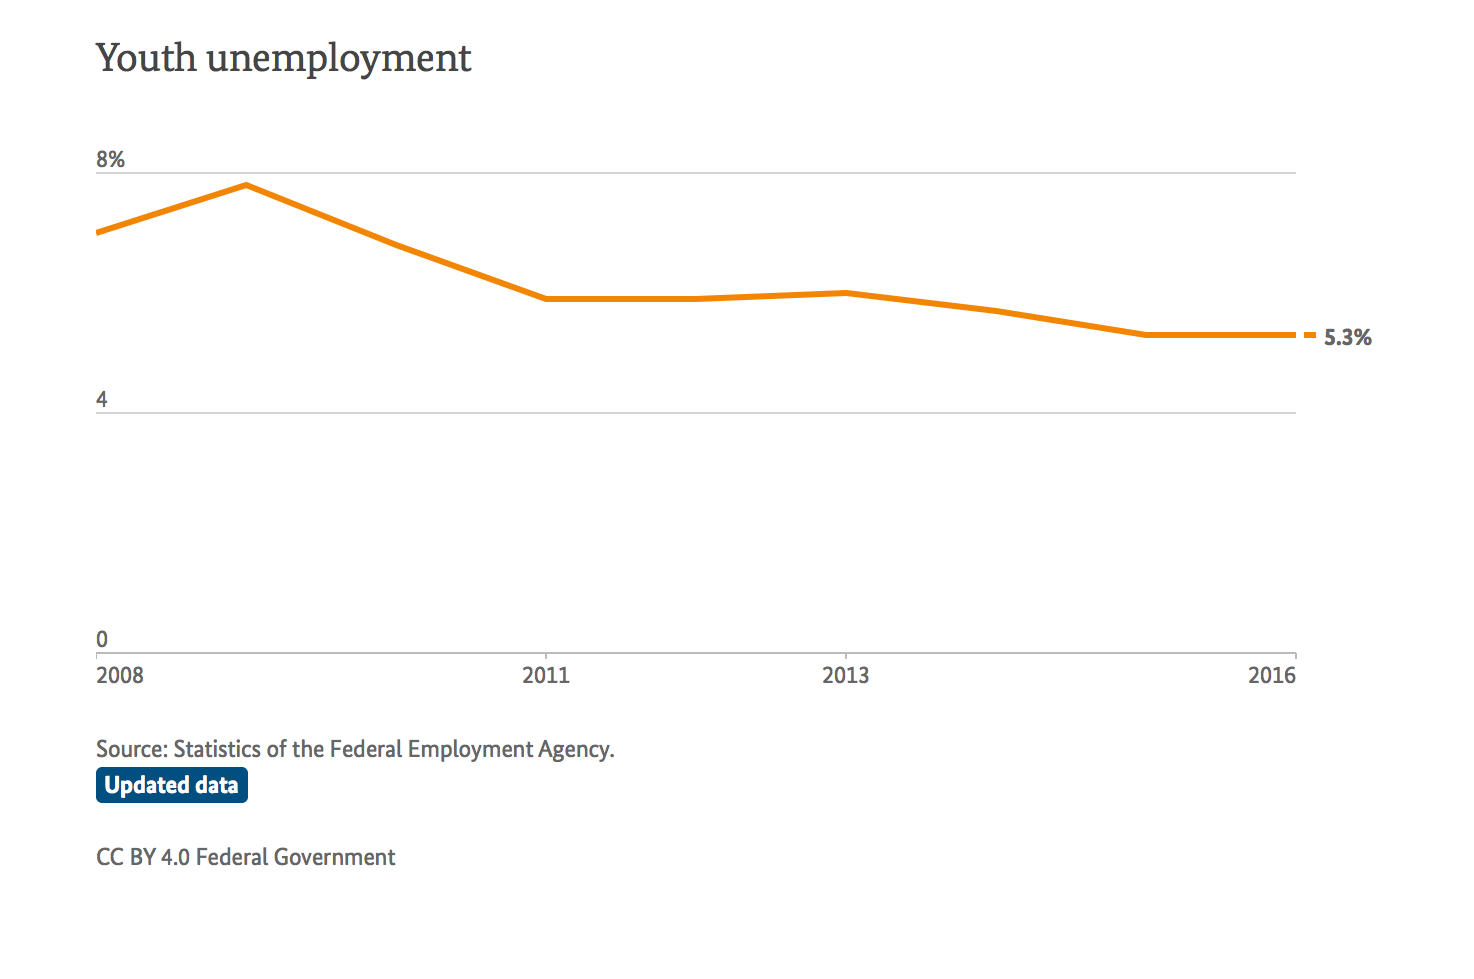 Youth unemployment
8%
5.3%
4
0
2008 2011 2013 2016
Source: Statistics of the Federal Employment Agency.
Updated data
CC BY 4.0 Federal Government